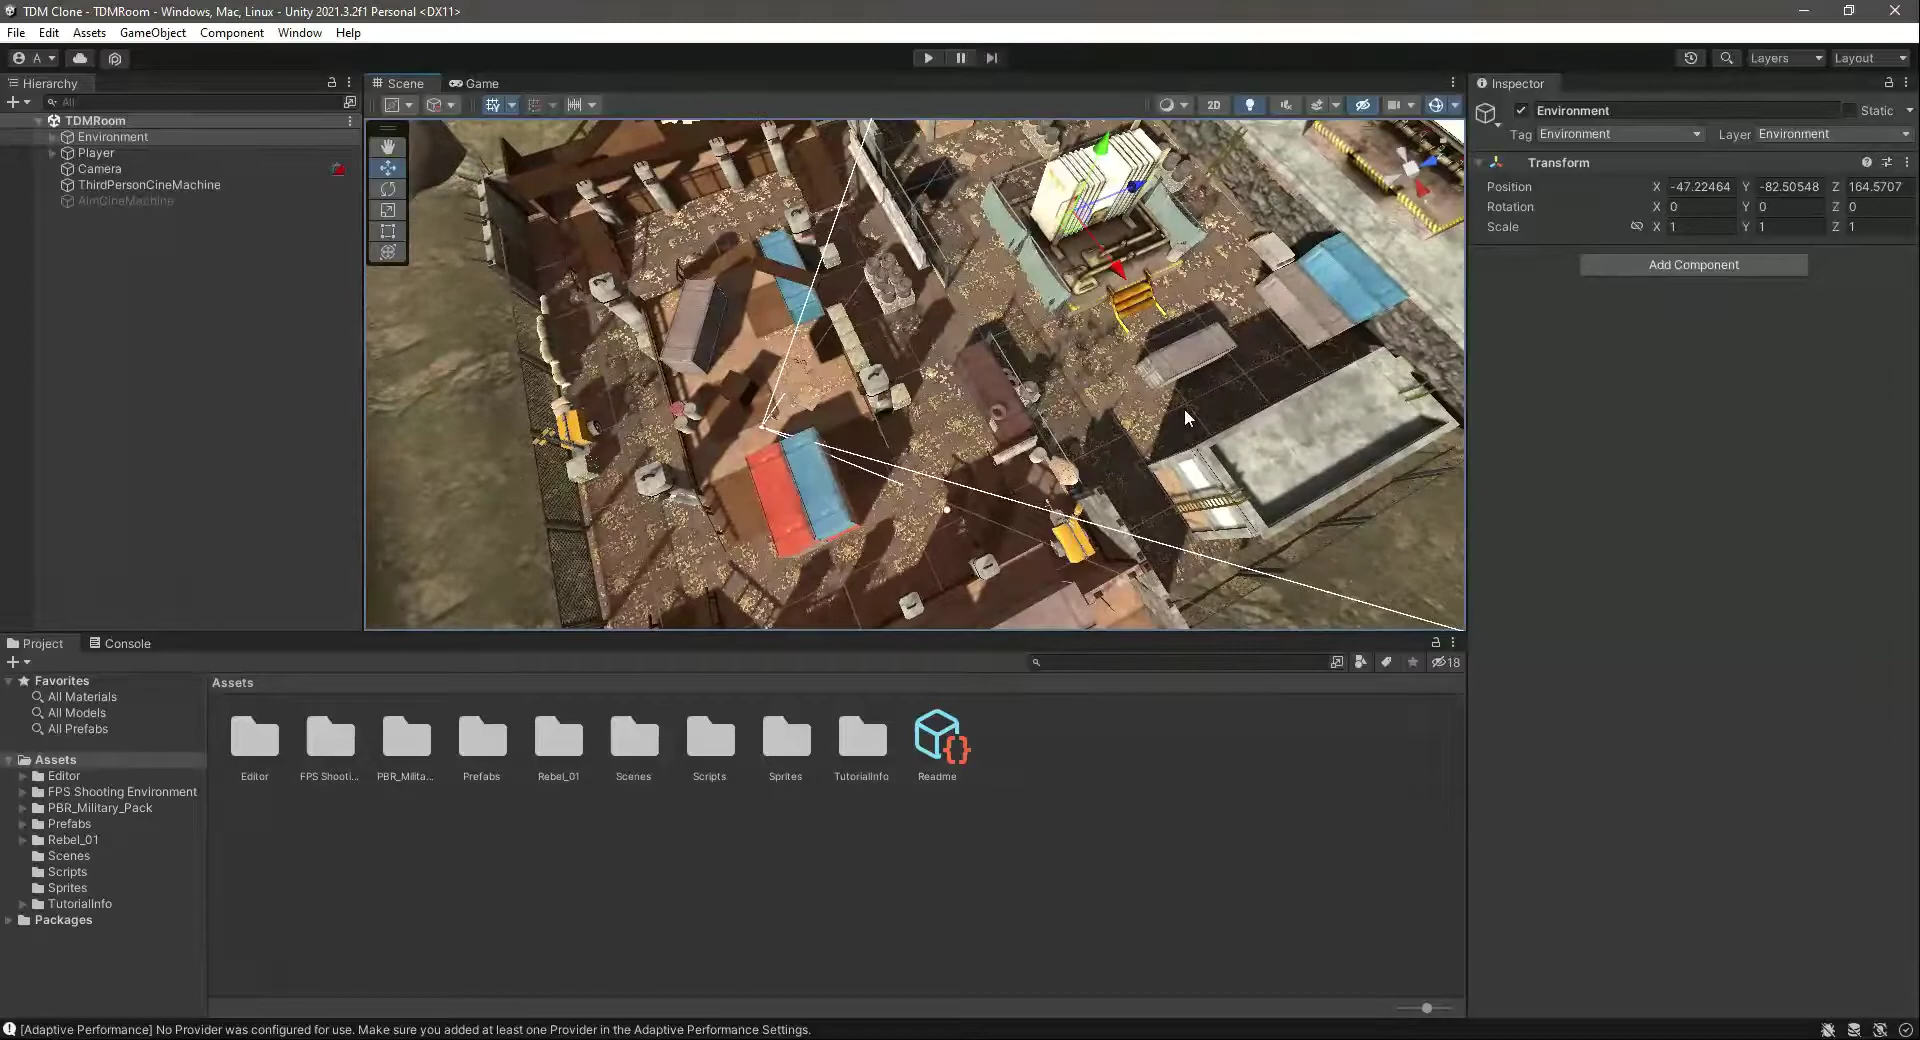 TDM Clone - TDMRoom - Windows, Mac, Linux - Unity 2021.3.2f1 Personal <DX11>
File Edit Assets GameObject Component Window Help
A
Layers Layout
Hierarchy
Scene Game
Inspector
All
2D
TDMRoom
Environment
Player
Camera
ThirdPersonCineMachine
AimCineMachine
Environment Static
Tag Environment Layer Environment
Transform
Position X -47.22464 Y -82.50548 Z 164.5707
Rotation X 0 Y 0 Z 0
Scale X 1 Y 1 Z 1
Add Component
Project Console
18
Favorites
All Materials
All Models
All Prefabs
Assets
Editor
FPS Shooting Environment
PBR_Military_Pack
Prefabs
Rebel_01
Scenes
Scripts
Sprites
TutorialInfo
Packages
Assets
Editor FPS Shooti... PBR_Milita... Prefabs Rebel_01 Scenes Scripts Sprites TutorialInfo Readme
[Adaptive Performance] No Provider was configured for use. Make sure you added at least one Provider in the Adaptive Performance Settings.